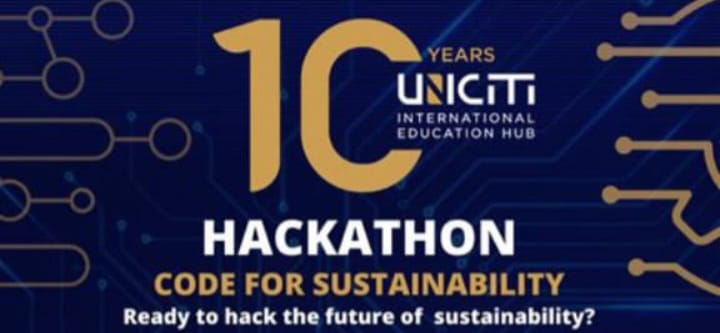 10
YEARS
UNICITI
INTERNATIONAL
EDUCATION HUB
HACKATHON
CODE FOR SUSTAINABILITY
Ready to hack the future of sustainability?